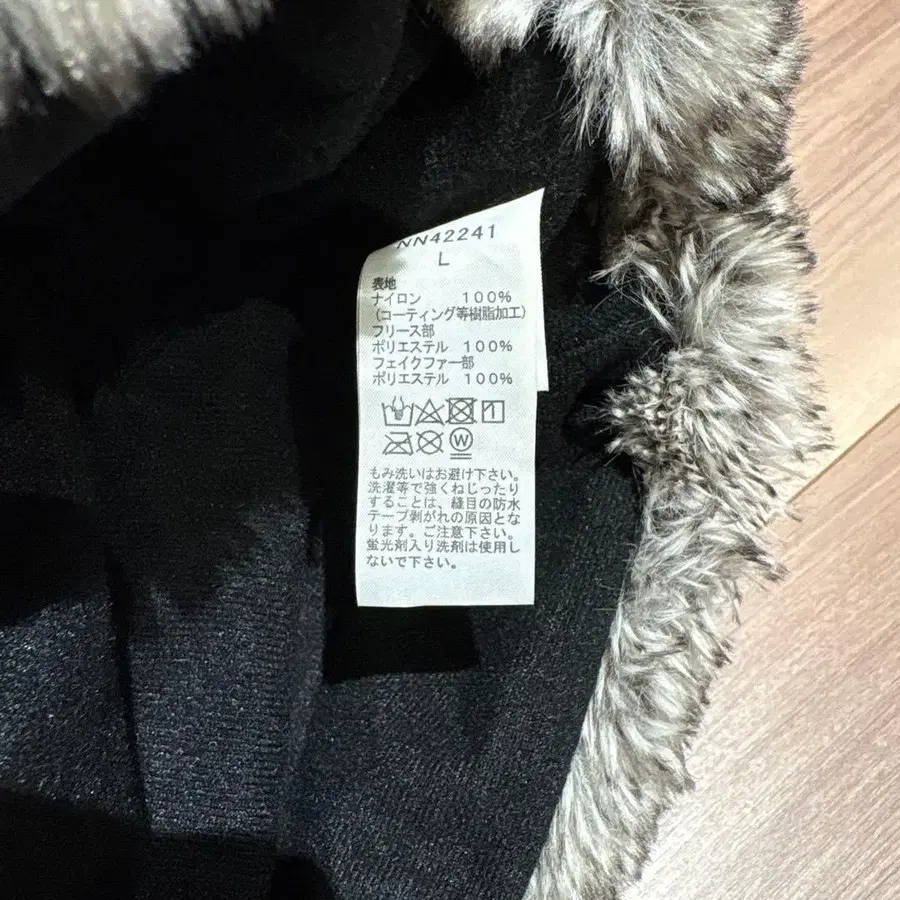 NN42241
L
表地
ナイロン 100%
(コーティング等樹脂加工)
フリース部
ポリエステル 100%
フェイクファー部
ポリエステル 100%
W
もみ洗いはお避け下さい。
洗濯等で強くねじったり
することは、縫目の防水
テープ剥がれの原因とな
ります。ご注意下さい。
蛍光剤入り洗剤は使用し
ないで下さい。